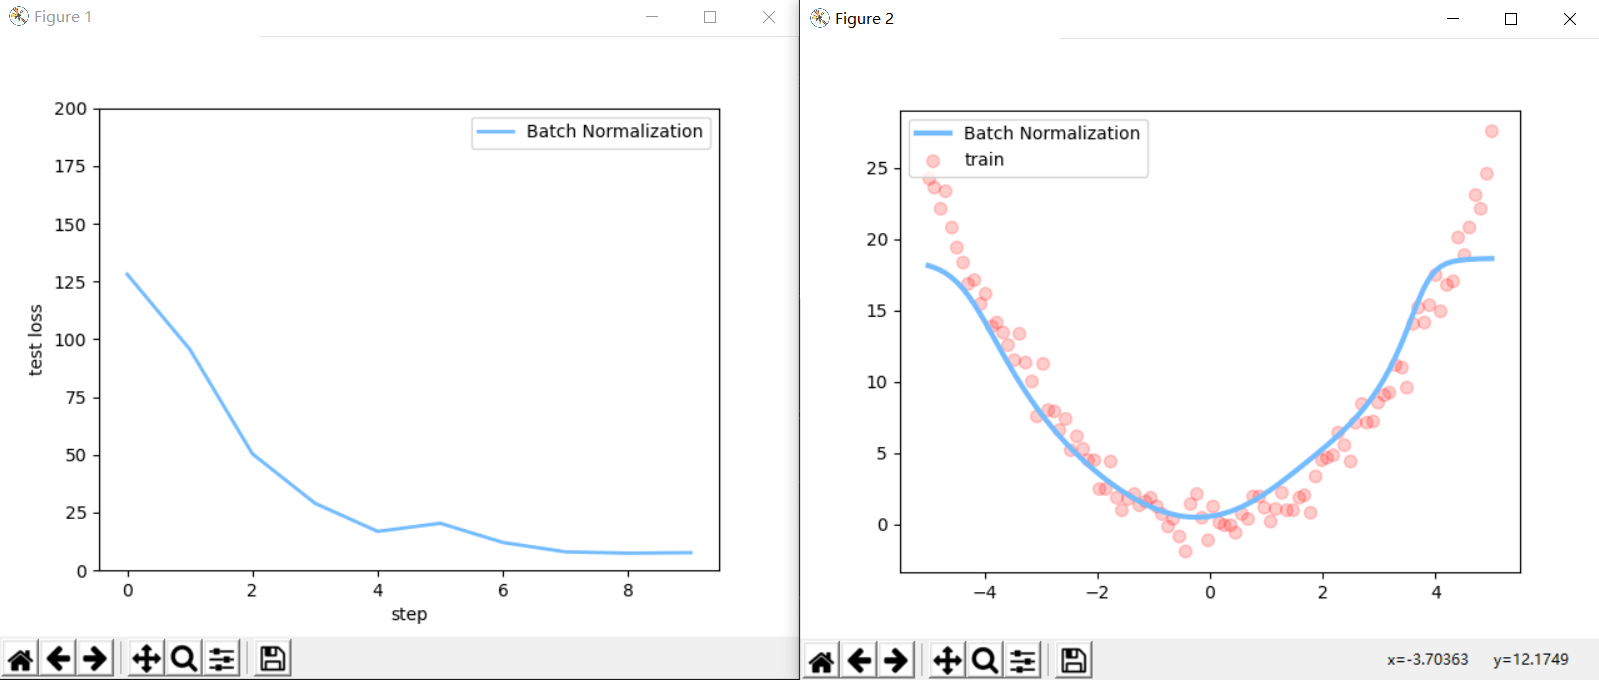 Figure 1
200
175
150
125
100
75
50
25
0
test loss
Batch Normalization
0 2 4 6 8
step
Figure 2
25
20
15
10
5
0
Batch Normalization
train
−4 −2 0 2 4
x=-3.70363 y=12.1749